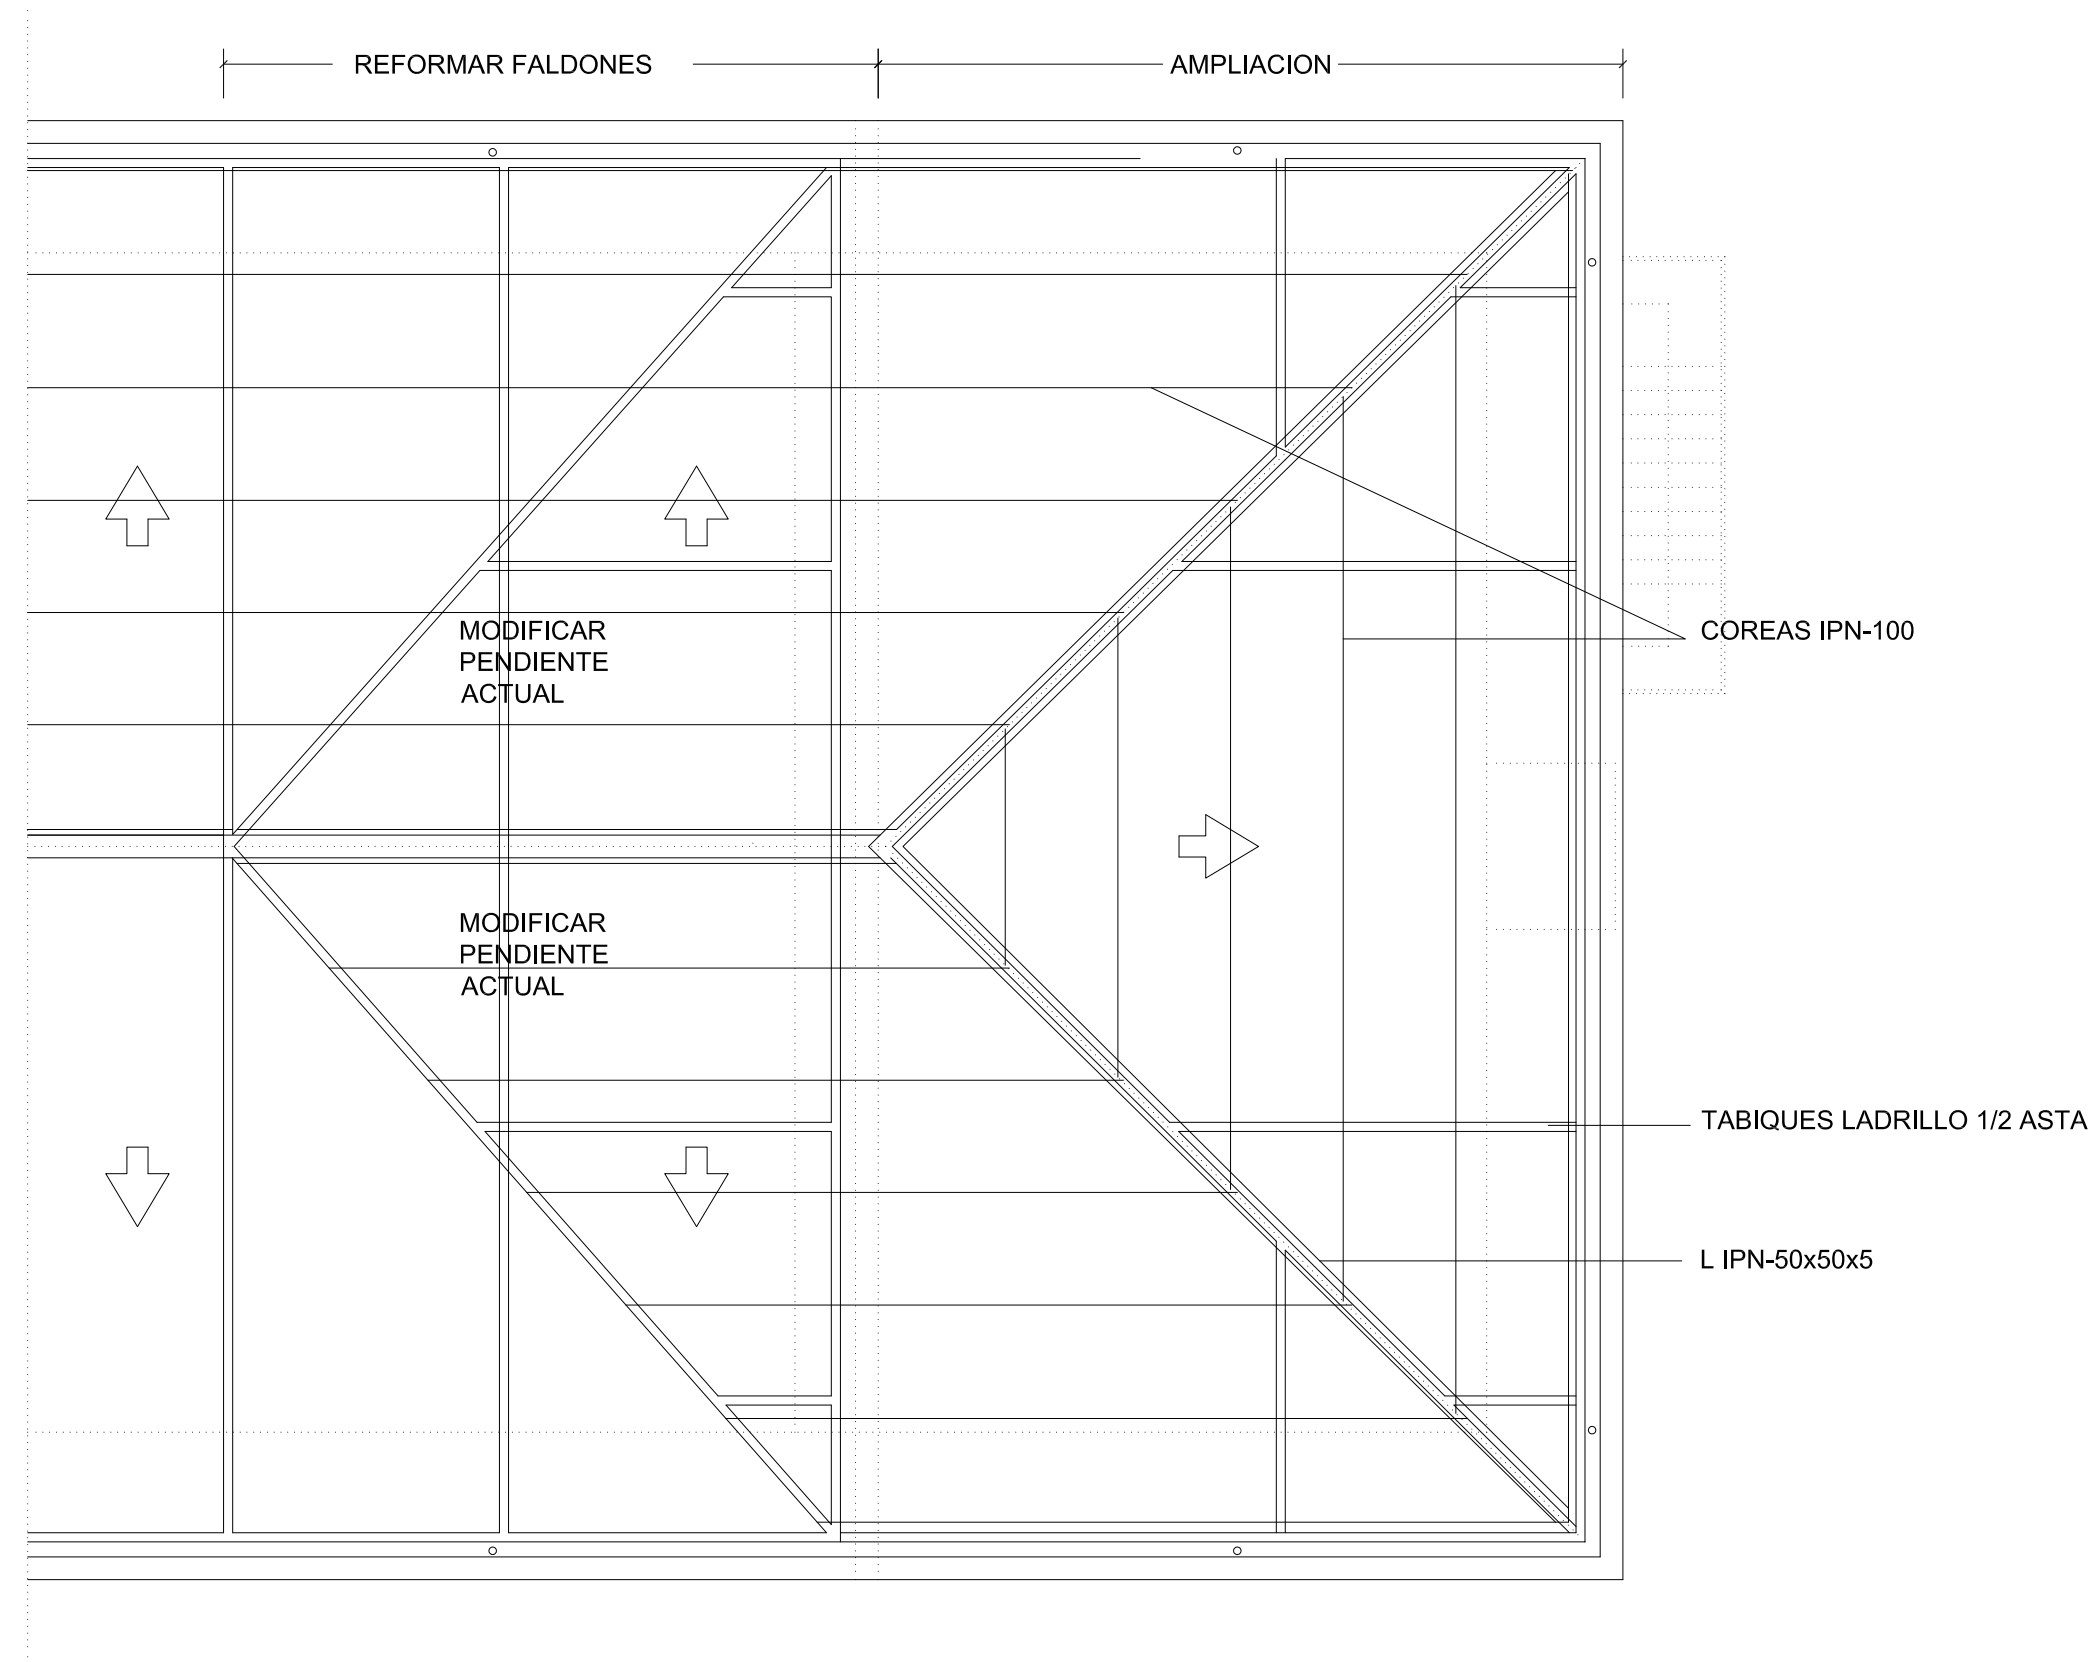 REFORMAR FALDONES
AMPLIACION
MODIFICAR
PENDIENTE
ACTUAL
COREAS IPN-100
MODIFICAR
PENDIENTE
ACTUAL
TABIQUES LADRILLO 1/2 ASTA
L IPN-50x50x5